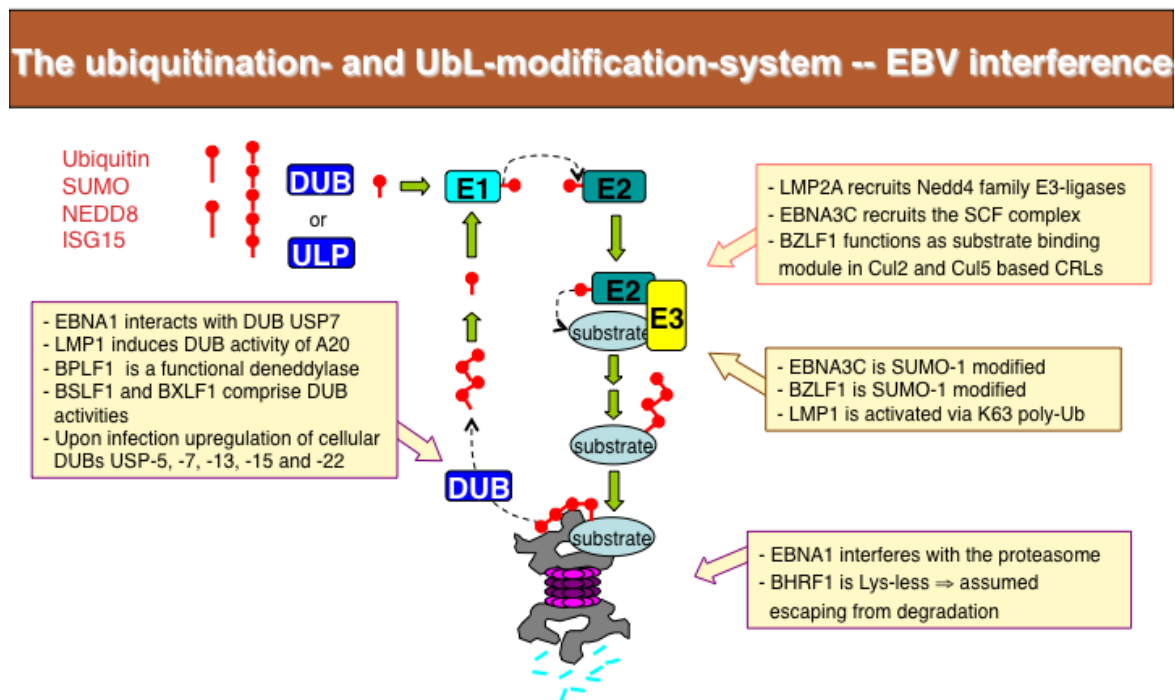 The ubiquitination- and UbL-modification-system -- EBV interference
Ubiquitin
SUMO
NEDD8
ISG15
DUB
or
ULP
E1
E2
- LMP2A recruits Nedd4 family E3-ligases
- EBNA3C recruits the SCF complex
- BZLF1 functions as substrate binding
module in Cul2 and Cul5 based CRLs
E2
E3
substrate
- EBNA1 interacts with DUB USP7
- LMP1 induces DUB activity of A20
- BPLF1 is a functional deneddylase
- BSLF1 and BXLF1 comprise DUB
activities
- Upon infection upregulation of cellular
DUBs USP-5, -7, -13, -15 and -22
- EBNA3C is SUMO-1 modified
- BZLF1 is SUMO-1 modified
- LMP1 is activated via K63 poly-Ub
substrate
DUB
substrate
- EBNA1 interferes with the proteasome
- BHRF1 is Lys-less ⇒ assumed
escaping from degradation